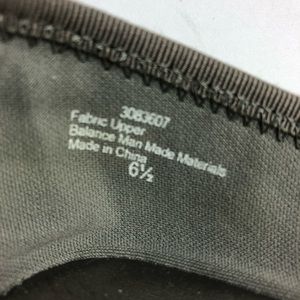 3083607
Fabric Upper
Balance Man Made Materials
Made in China
6½